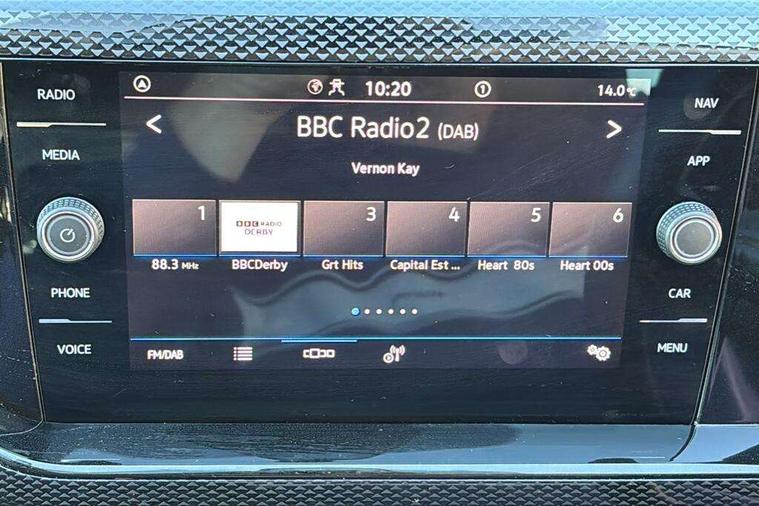 RADIO
MEDIA
PHONE
VOICE
10:20
1
14.0°C
< BBC Radio2 (DAB) >
Vernon Kay
1
BBC RADIO
DERBY
3
4
5
6
88.3 MHz
BBCDerby
Grt Hits
Capital Est ...
Heart 80s
Heart 00s
FM/DAB
NAV
APP
CAR
MENU